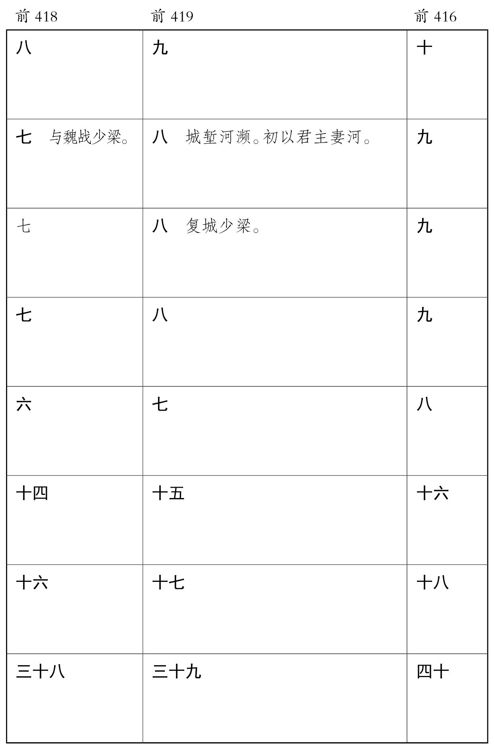 前 418 前 419 前 416
八 九 十
七 与魏战少梁。 八 城堑河濒。初以君主妻河。 九
七 八 复城少梁。 九
七 八 九
六 七 八
十四 十五 十六
十六 十七 十八
三十八 三十九 四十